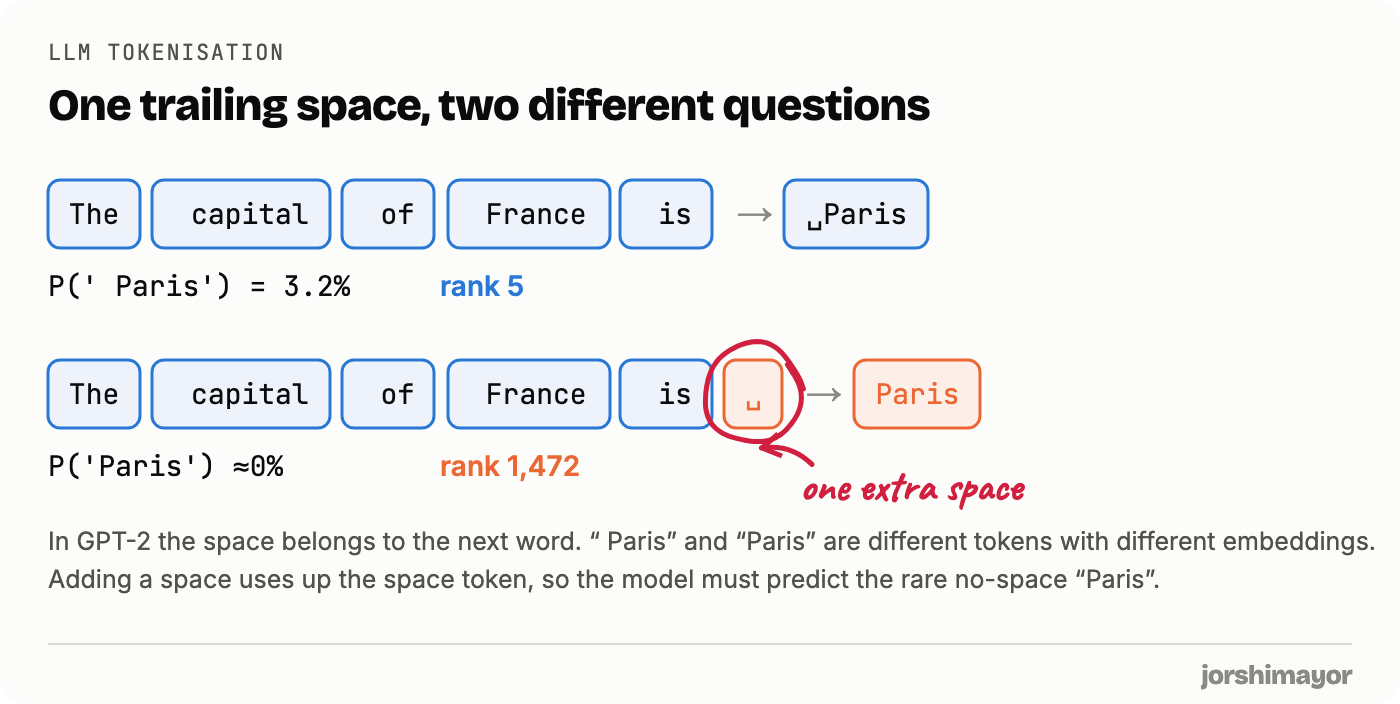 LLM TOKENISATION
One trailing space, two different questions
The capital of France is → ␣Paris
P(' Paris') = 3.2% rank 5
The capital of France is ␣ → Paris
P('Paris') ≈0% rank 1,472
one extra space
In GPT-2 the space belongs to the next word. “ Paris” and “Paris” are different tokens with different embeddings.
Adding a space uses up the space token, so the model must predict the rare no-space “Paris”.
jorshimayor